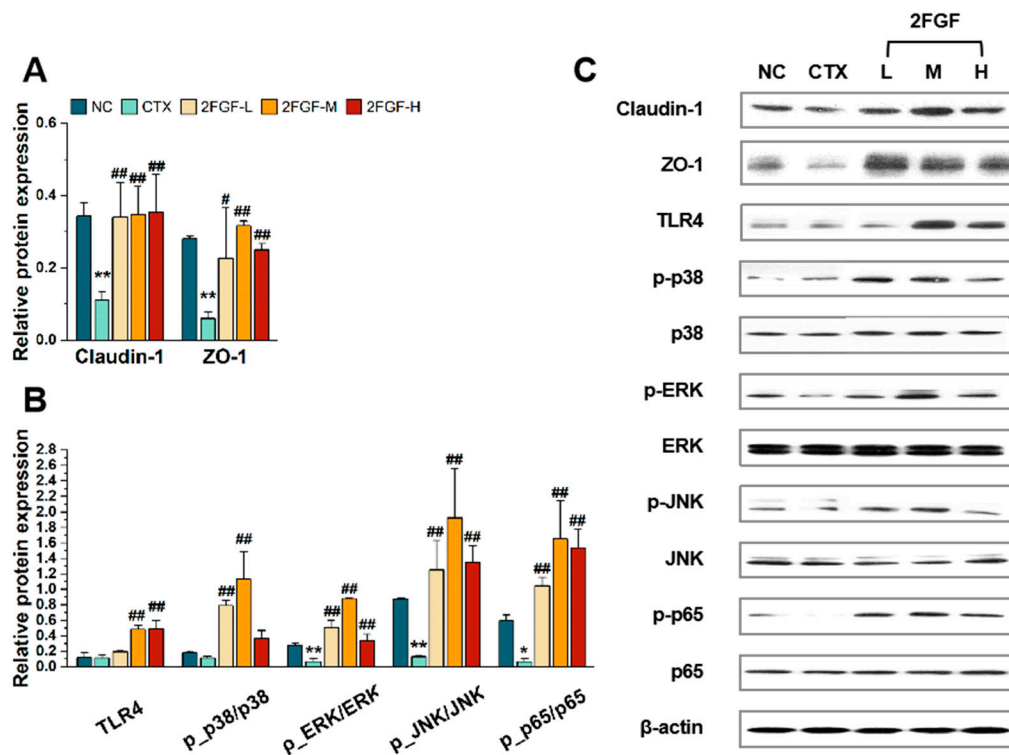 A
NC CTX 2FGF-L 2FGF-M 2FGF-H
Relative protein expression
0.6
0.4
0.2
0.0
## ## ##
**
# ## ##
**
Claudin-1 ZO-1
B
Relative protein expression
2.8
2.6
2.4
2.2
2.0
1.8
1.6
1.4
1.2
1.0
0.8
0.6
0.4
0.2
0.0
## ##
## ##
** ## ## ##
** ## ## ##
* ## ## ##
TLR4 p_p38/p38 p_ERK/ERK p_JNK/JNK p_p65/p65
C
2FGF
NC CTX L M H
Claudin-1
ZO-1
TLR4
p-p38
p38
p-ERK
ERK
p-JNK
JNK
p-p65
p65
β-actin